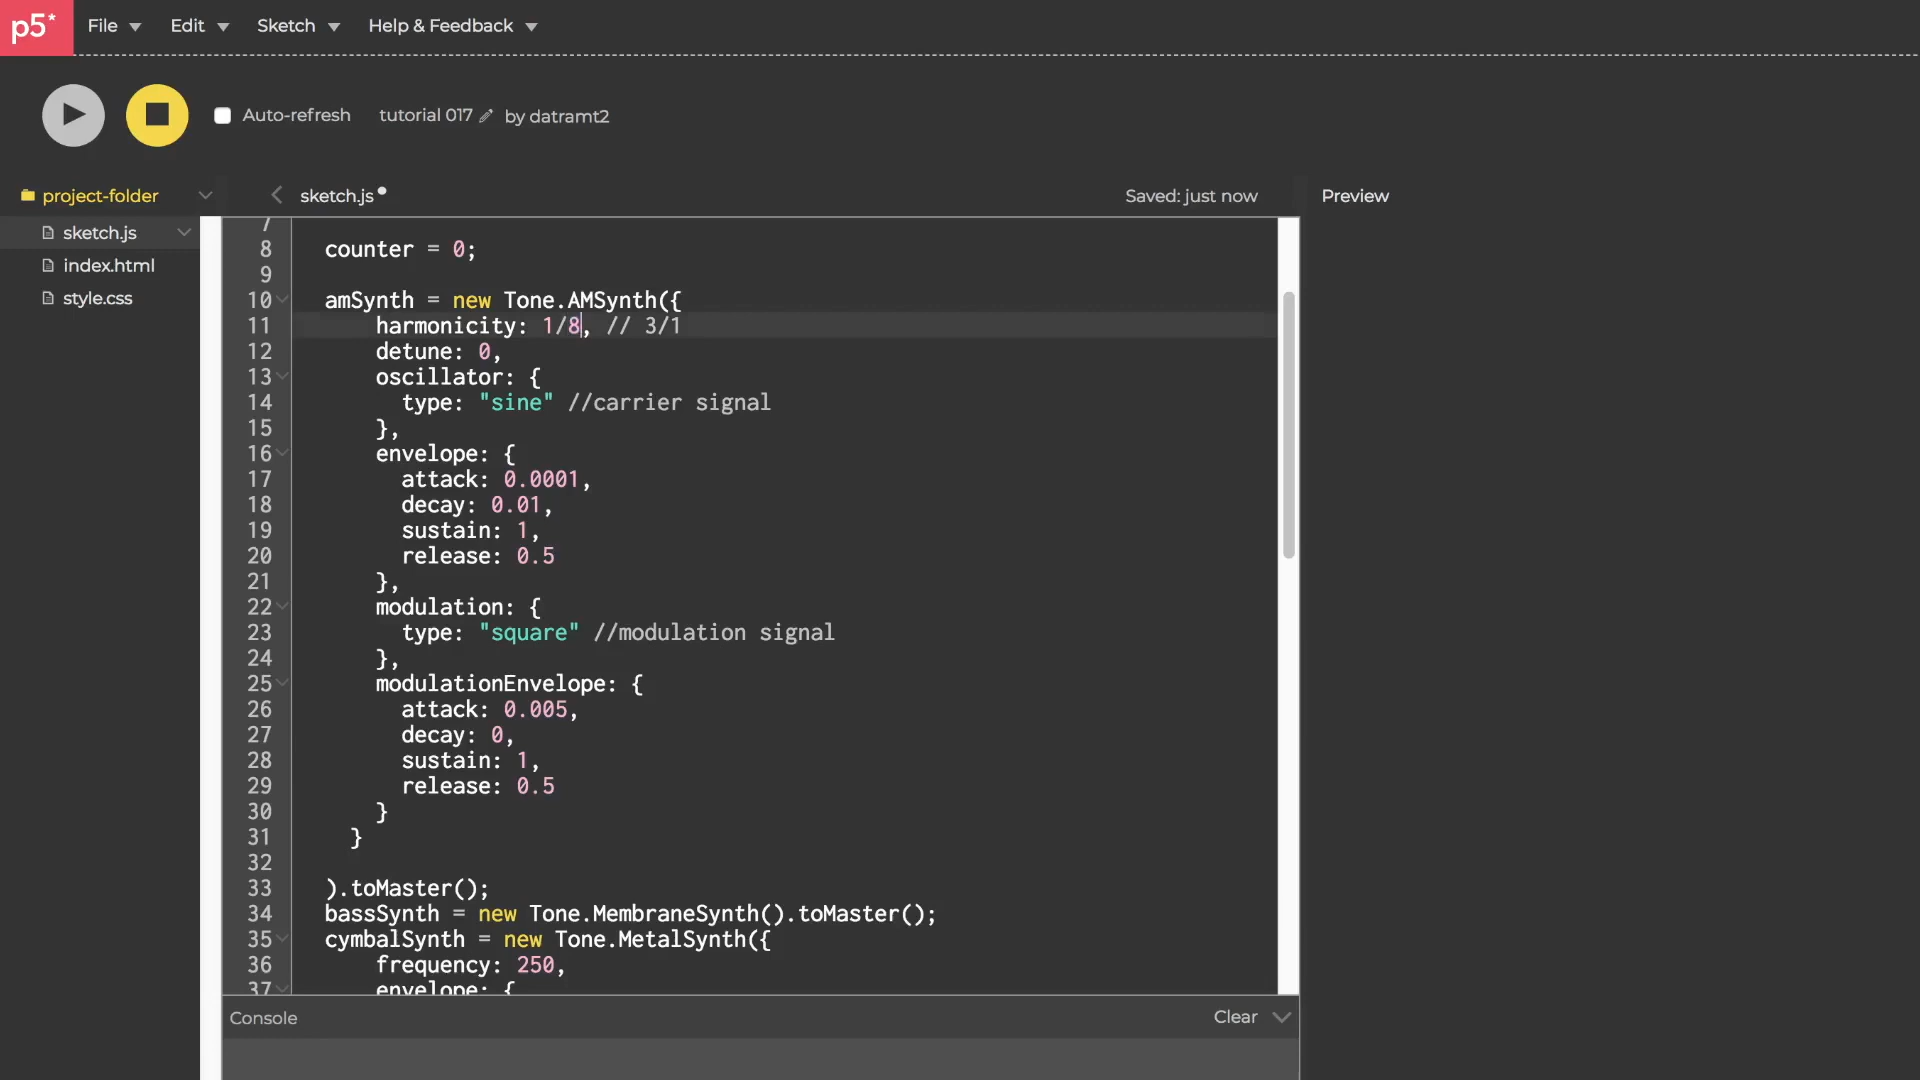 p5* File Edit Sketch Help & Feedback
Auto-refresh tutorial 017 by datramt2
project-folder
sketch.js
index.html
style.css
sketch.js Saved: just now
Preview
7
8 counter = 0;
9
10 amSynth = new Tone.AMSynth({
11 harmonicity: 1/8, // 3/1
12 detune: 0,
13 oscillator: {
14 type: "sine" //carrier signal
15 },
16 envelope: {
17 attack: 0.0001,
18 decay: 0.01,
19 sustain: 1,
20 release: 0.5
21 },
22 modulation: {
23 type: "square" //modulation signal
24 },
25 modulationEnvelope: {
26 attack: 0.005,
27 decay: 0,
28 sustain: 1,
29 release: 0.5
30 }
31 }
32
33 ).toMaster();
34 bassSynth = new Tone.MembraneSynth().toMaster();
35 cymbalSynth = new Tone.MetalSynth({
36 frequency: 250,
37 envelope: {
Console Clear